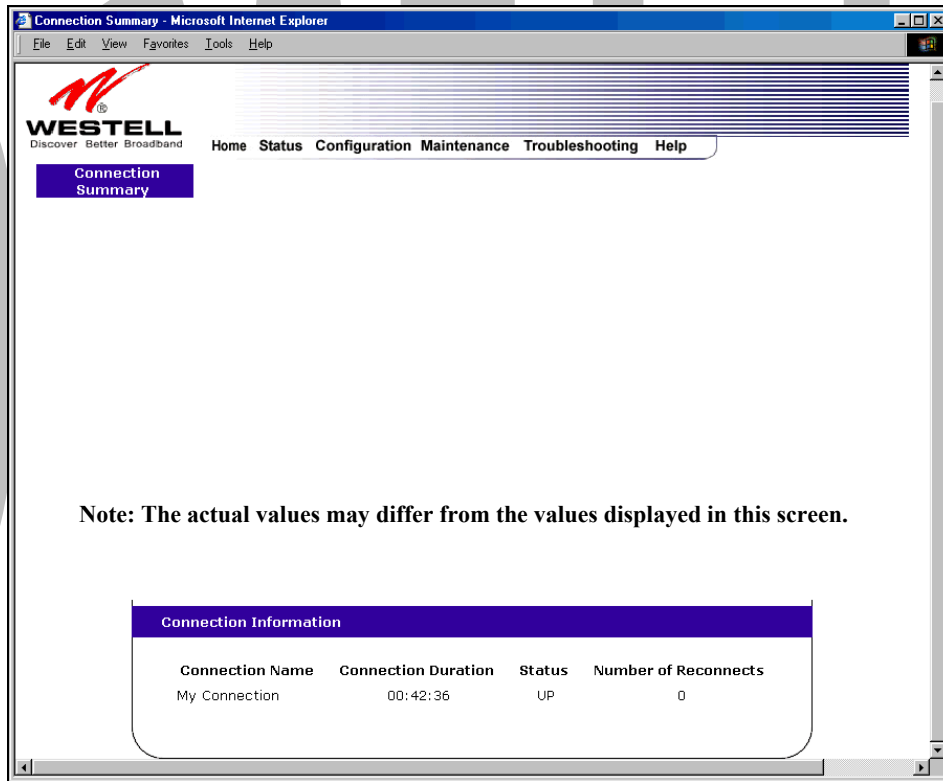 Connection Summary - Microsoft Internet Explorer
File Edit View Favorites Tools Help
®
WESTELL
Discover Better Broadband
Home Status Configuration Maintenance Troubleshooting Help
Connection
Summary
Note: The actual values may differ from the values displayed in this screen.
Connection Information
Connection Name Connection Duration Status Number of Reconnects
My Connection 00:42:36 UP 0